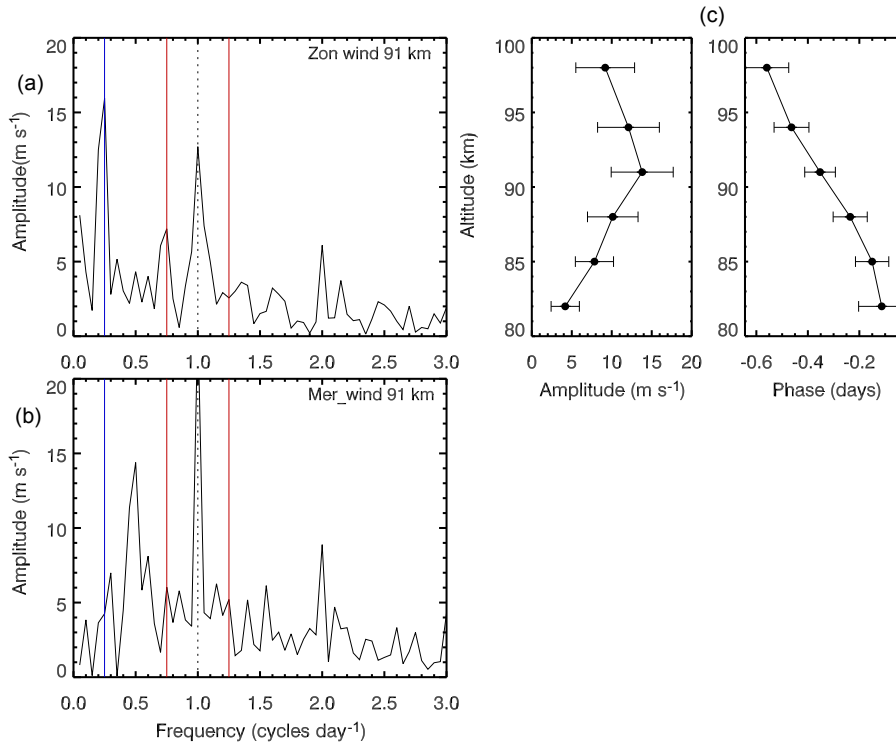 (a)
Zon wind 91 km
Amplitude(m s-1)
20
15
10
5
0
0.0 0.5 1.0 1.5 2.0 2.5 3.0
(b)
Mer_wind 91 km
Amplitude (m s-1)
20
15
10
5
0
0.0 0.5 1.0 1.5 2.0 2.5 3.0
Frequency (cycles day-1)
(c)
Altitude (km)
100
95
90
85
80
0 5 10 15 20
Amplitude (m s-1)
100
95
90
85
80
-0.6 -0.4 -0.2
Phase (days)